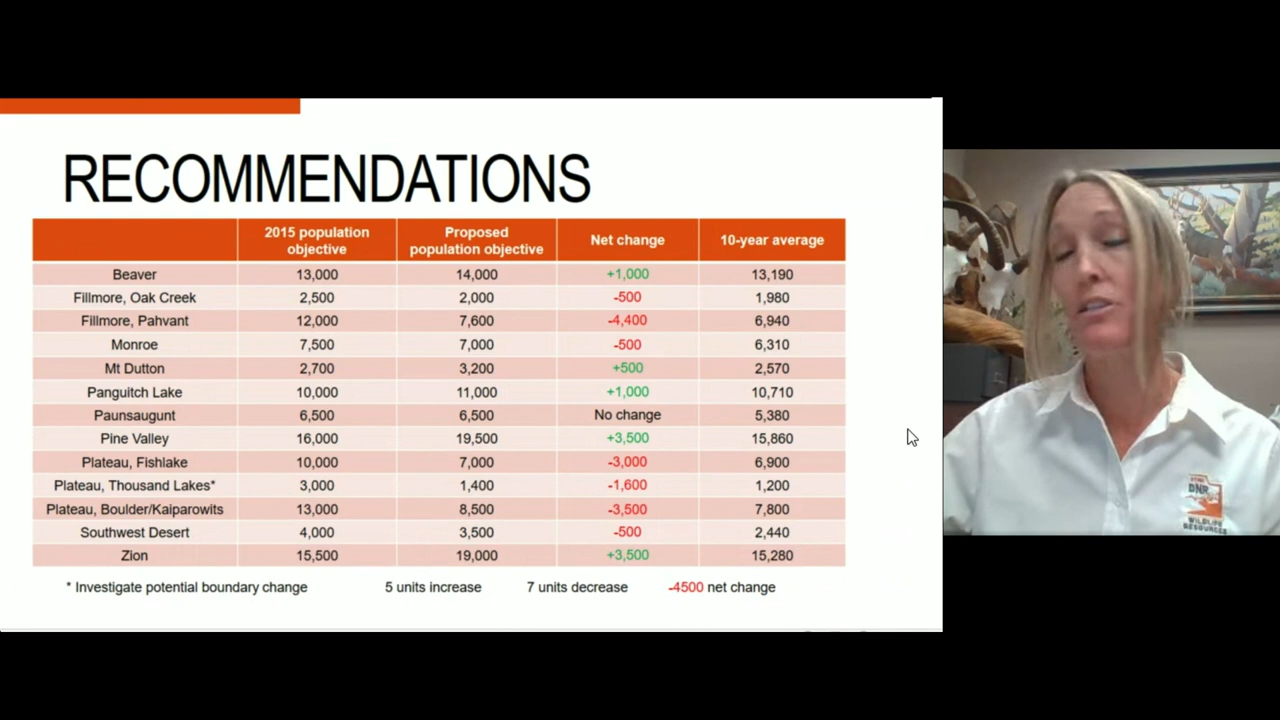 RECOMMENDATIONS
2015 population objective Proposed population objective Net change 10-year average
Beaver 13,000 14,000 +1,000 13,190
Fillmore, Oak Creek 2,500 2,000 -500 1,980
Fillmore, Pahvant 12,000 7,600 -4,400 6,940
Monroe 7,500 7,000 -500 6,310
Mt Dutton 2,700 3,200 +500 2,570
Panguitch Lake 10,000 11,000 +1,000 10,710
Paunsaugunt 6,500 6,500 No change 5,380
Pine Valley 16,000 19,500 +3,500 15,860
Plateau, Fishlake 10,000 7,000 -3,000 6,900
Plateau, Thousand Lakes* 3,000 1,400 -1,600 1,200
Plateau, Boulder/Kaiparowits 13,000 8,500 -3,500 7,800
Southwest Desert 4,000 3,500 -500 2,440
Zion 15,500 19,000 +3,500 15,280
* Investigate potential boundary change 5 units increase 7 units decrease -4500 net change
DNR
WILDLIFE
RESOURCES